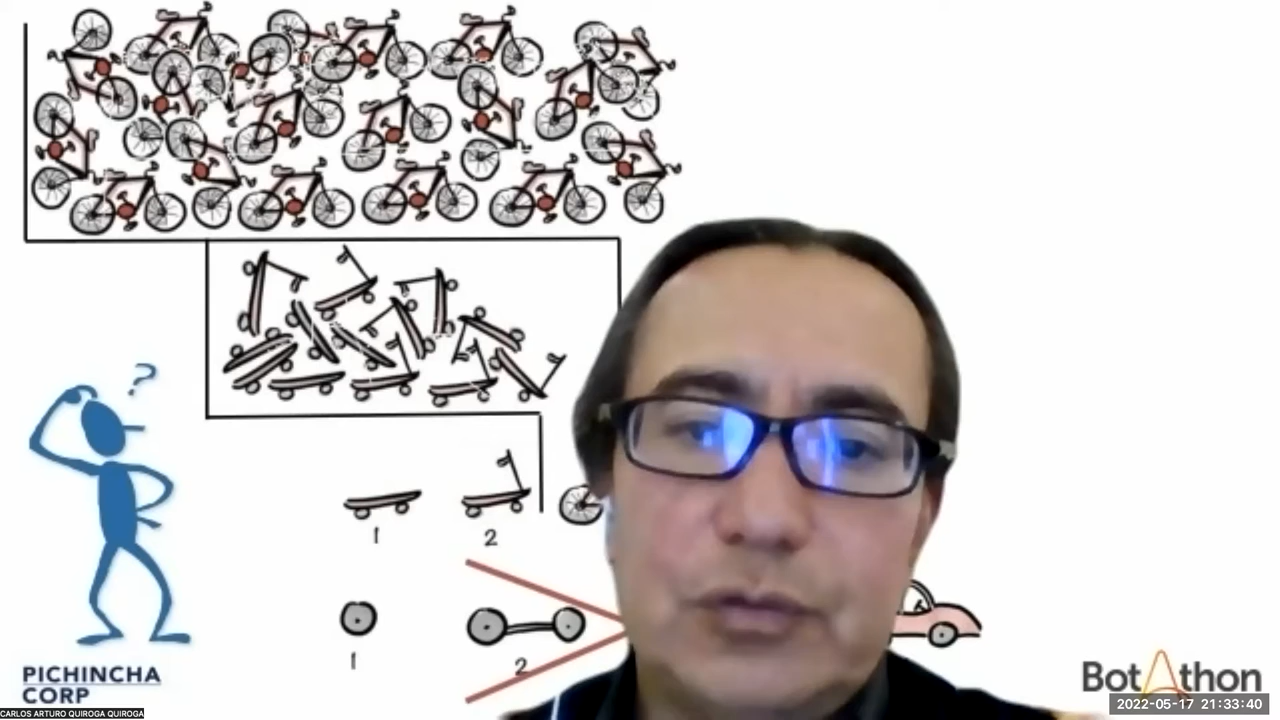 ?
1
2
1
2
PICHINCHA
CORP
BotAthon
CARLOS ARTURO QUIROGA QUIROGA
2022-05-17 21:33:40